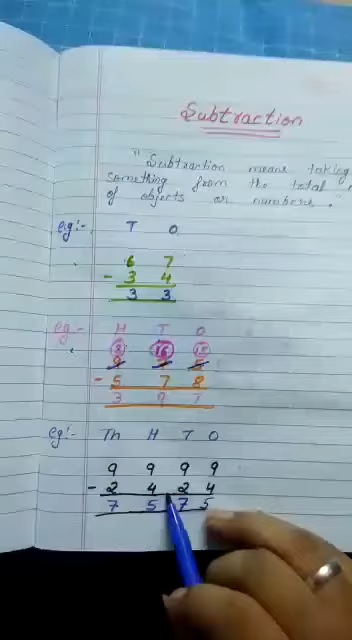 Subtraction
"Subtraction means taking
something from the total
of objects or numbers."
eg:- T O
6 7
- 3 4
3 3
eg:- H T O
8 16 15
9 7 5
- 5 7 8
3 9 7
eg:- Th H T O
9 9 9 9
- 2 4 2 4
7 5 7 5